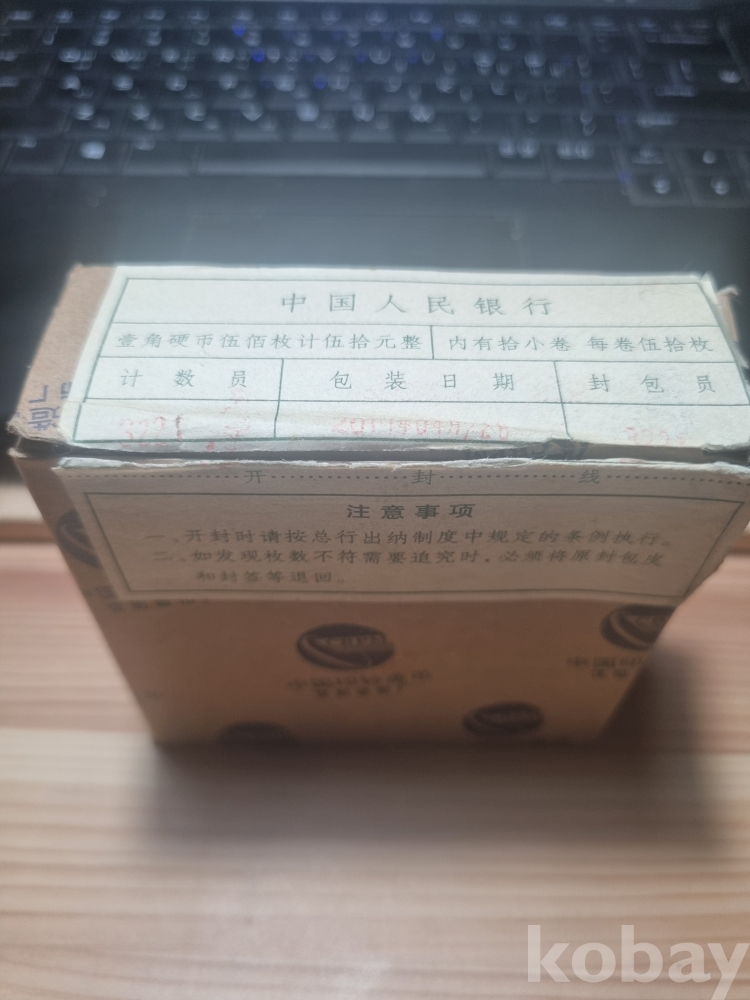 中国人民银行
壹角硬币伍佰枚计伍拾元整 内有拾小卷 每卷伍拾枚
计数员 包装日期 封包员
开封线
注意事项
一、开封时请按总行出纳制度中规定的条例执行。
二、如发现枚数不符需要追究时，必须将原封包皮
和封签等退回。
kobay